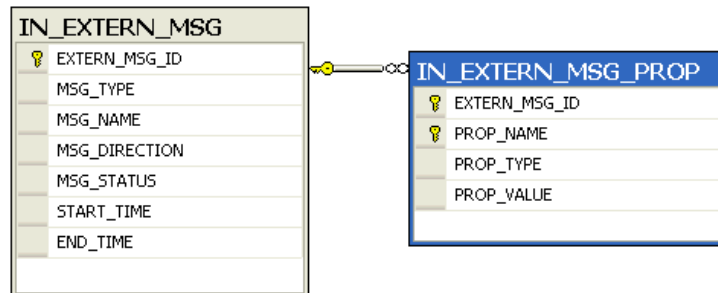 IN_EXTERN_MSG
EXTERN_MSG_ID
MSG_TYPE
MSG_NAME
MSG_DIRECTION
MSG_STATUS
START_TIME
END_TIME
IN_EXTERN_MSG_PROP
EXTERN_MSG_ID
PROP_NAME
PROP_TYPE
PROP_VALUE